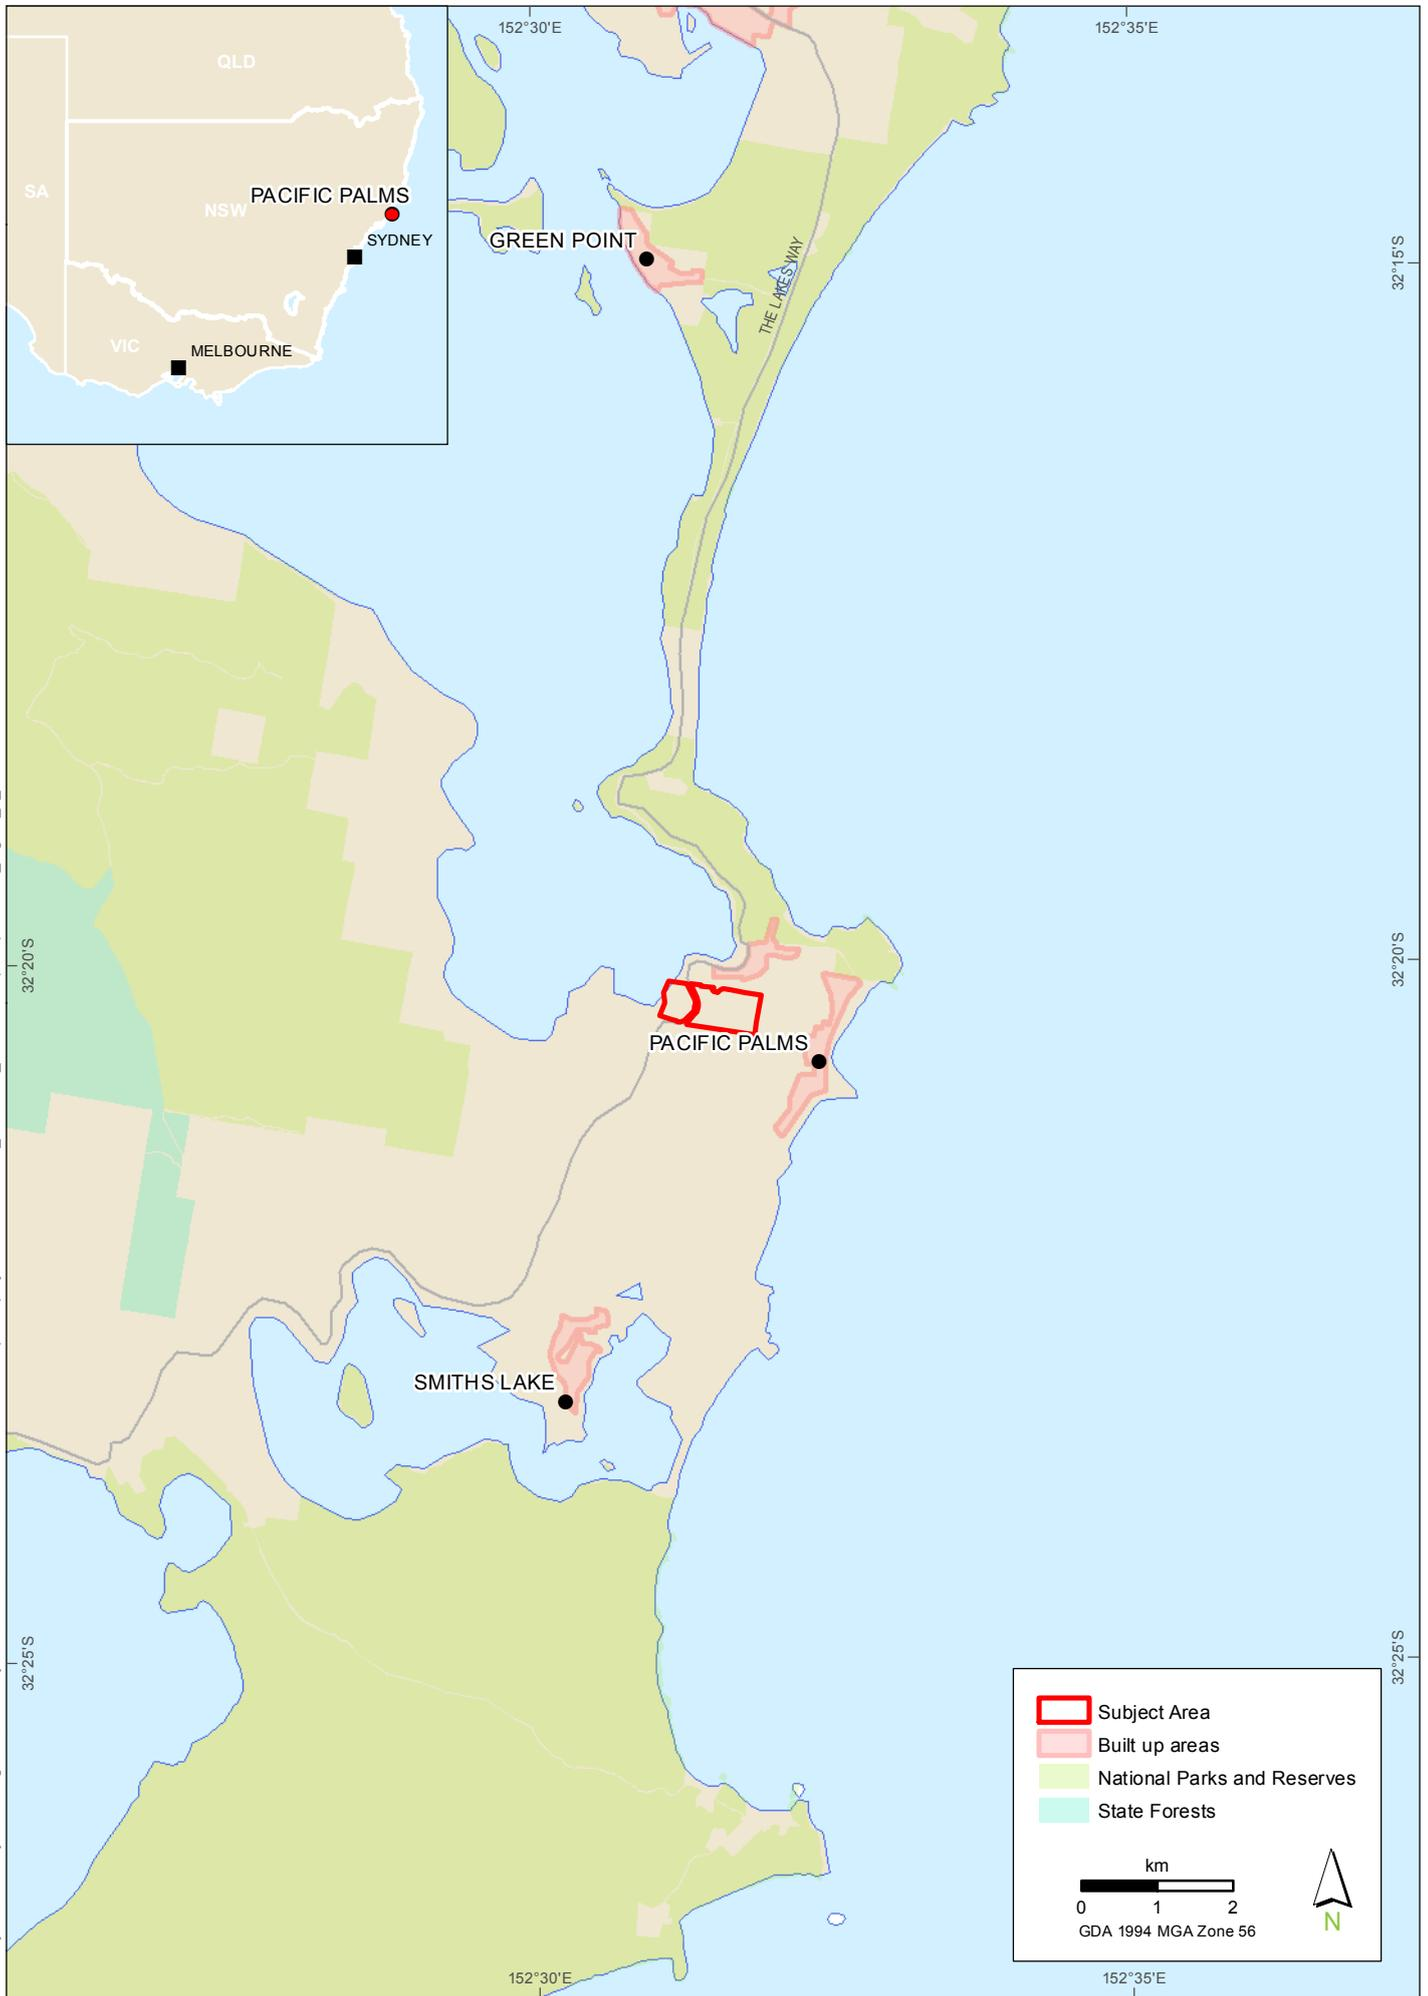 152°30'E
152°35'E
QLD
SA
NSW
PACIFIC PALMS
SYDNEY
VIC
MELBOURNE
GREEN POINT
THE LAKES WAY
32°15'S
32°20'S
32°20'S
PACIFIC PALMS
SMITHS LAKE
32°25'S
32°25'S
Subject Area
Built up areas
National Parks and Reserves
State Forests
km
0 1 2
GDA 1994 MGA Zone 56
N
152°30'E
152°35'E